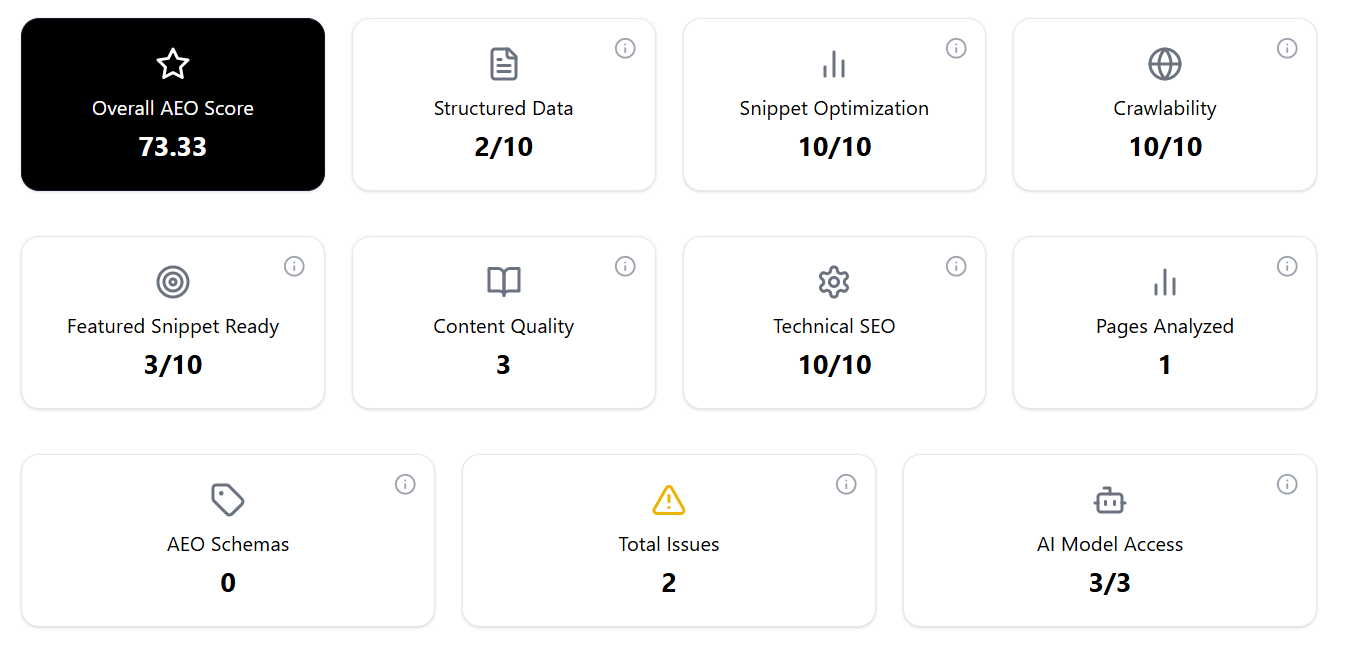 Overall AEO Score
73.33
Structured Data
2/10
Snippet Optimization
10/10
Crawlability
10/10
Featured Snippet Ready
3/10
Content Quality
3
Technical SEO
10/10
Pages Analyzed
1
AEO Schemas
0
Total Issues
2
AI Model Access
3/3